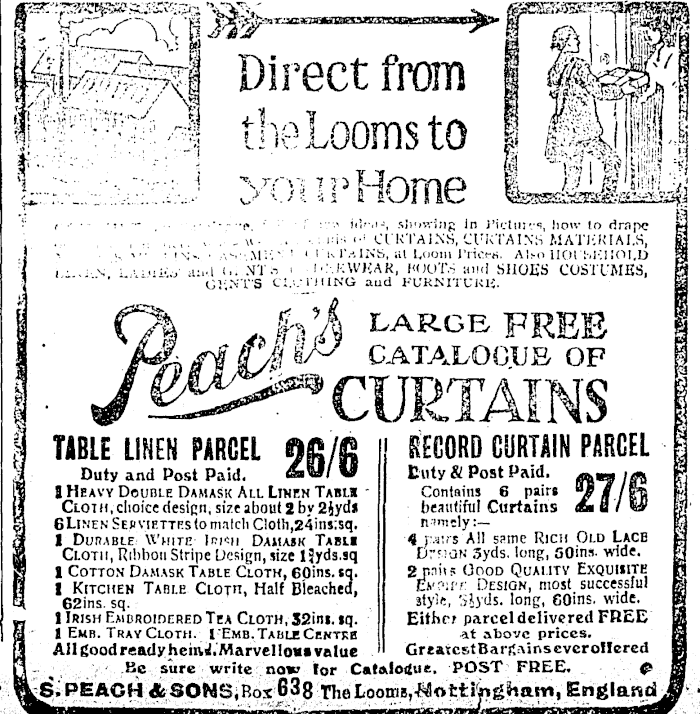 Direct from
the Looms to
your Home
ideas, showing in Pictures, how to drape
of CURTAINS, CURTAINS MATERIALS,
CURTAINS, at Loom Prices. Also HOUSEHOLD
LINEN, LADIES' and GENT'S BOOTS and SHOES COSTUMES,
GENT'S CLOTHING and FURNITURE.
Peach's LARGE FREE
CATALOGUE OF
CURTAINS
TABLE LINEN PARCEL 26/6
Duty and Post Paid.
1 HEAVY DOUBLE DAMASK ALL LINEN TABLE
CLOTH, choice design, size about 2 by 2½yds
6 LINEN SERVIETTES to match Cloth, 24ins. sq.
1 DURABLE WHITE IRISH DAMASK TABLE
CLOTH, Ribbon Stripe Design, size 1¾yds. sq
1 COTTON DAMASK TABLE CLOTH, 60ins. sq.
1 KITCHEN TABLE CLOTH, Half Bleached,
62ins. sq.
1 IRISH EMBROIDERED TEA CLOTH, 32ins. sq.
1 EMB. TRAY CLOTH. 1 EMB. TABLE CENTRE
All good ready hem'd. Marvellous value
RECORD CURTAIN PARCEL
Duty & Post Paid. 27/6
Contains 6 pairs
beautiful Curtains
namely:—
4 pairs All same RICH OLD LACE
DESIGN 3yds. long, 50ins. wide.
2 pairs GOOD QUALITY EXQUISITE
EMPIRE DESIGN, most successful
style, 3½yds. long, 60ins. wide.
Either parcel delivered FREE
at above prices.
Greatest Bargains ever offered
Be sure write now for Catalogue. POST FREE.
S. PEACH & SONS, Box 638 The Looms, Nottingham, England